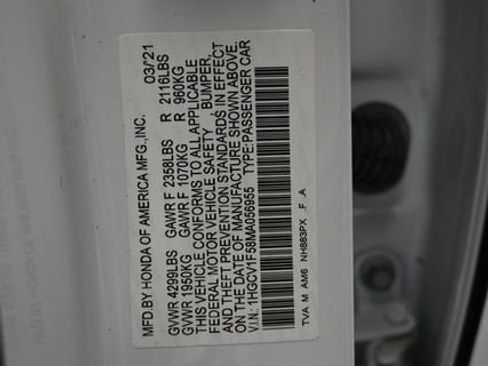 MFD.BY HONDA OF AMERICA MFG.,INC. 03/'21
GVWR 4299LBS GAWR F 2358LBS R 2116LBS
GVWR 1950KG GAWR F 1070KG R 960KG
THIS VEHICLE CONFORMS TO ALL APPLICABLE
FEDERAL MOTOR VEHICLE SAFETY , BUMPER,
AND THEFT PREVENTION STANDARDS IN EFFECT
ON THE DATE OF MANUFACTURE SHOWN ABOVE.
V.I.N: 1HGCV1F58MA056955 TYPE:PASSENGER CAR
TVA M AM6 NH883PX .F .A